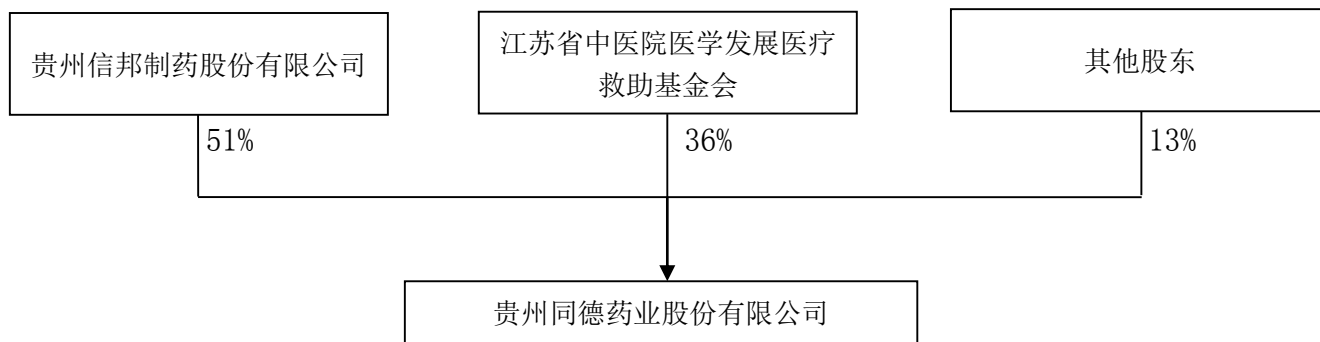 贵州信邦制药股份有限公司
江苏省中医院医学发展医疗
救助基金会
其他股东
51%
36%
13%
贵州同德药业股份有限公司